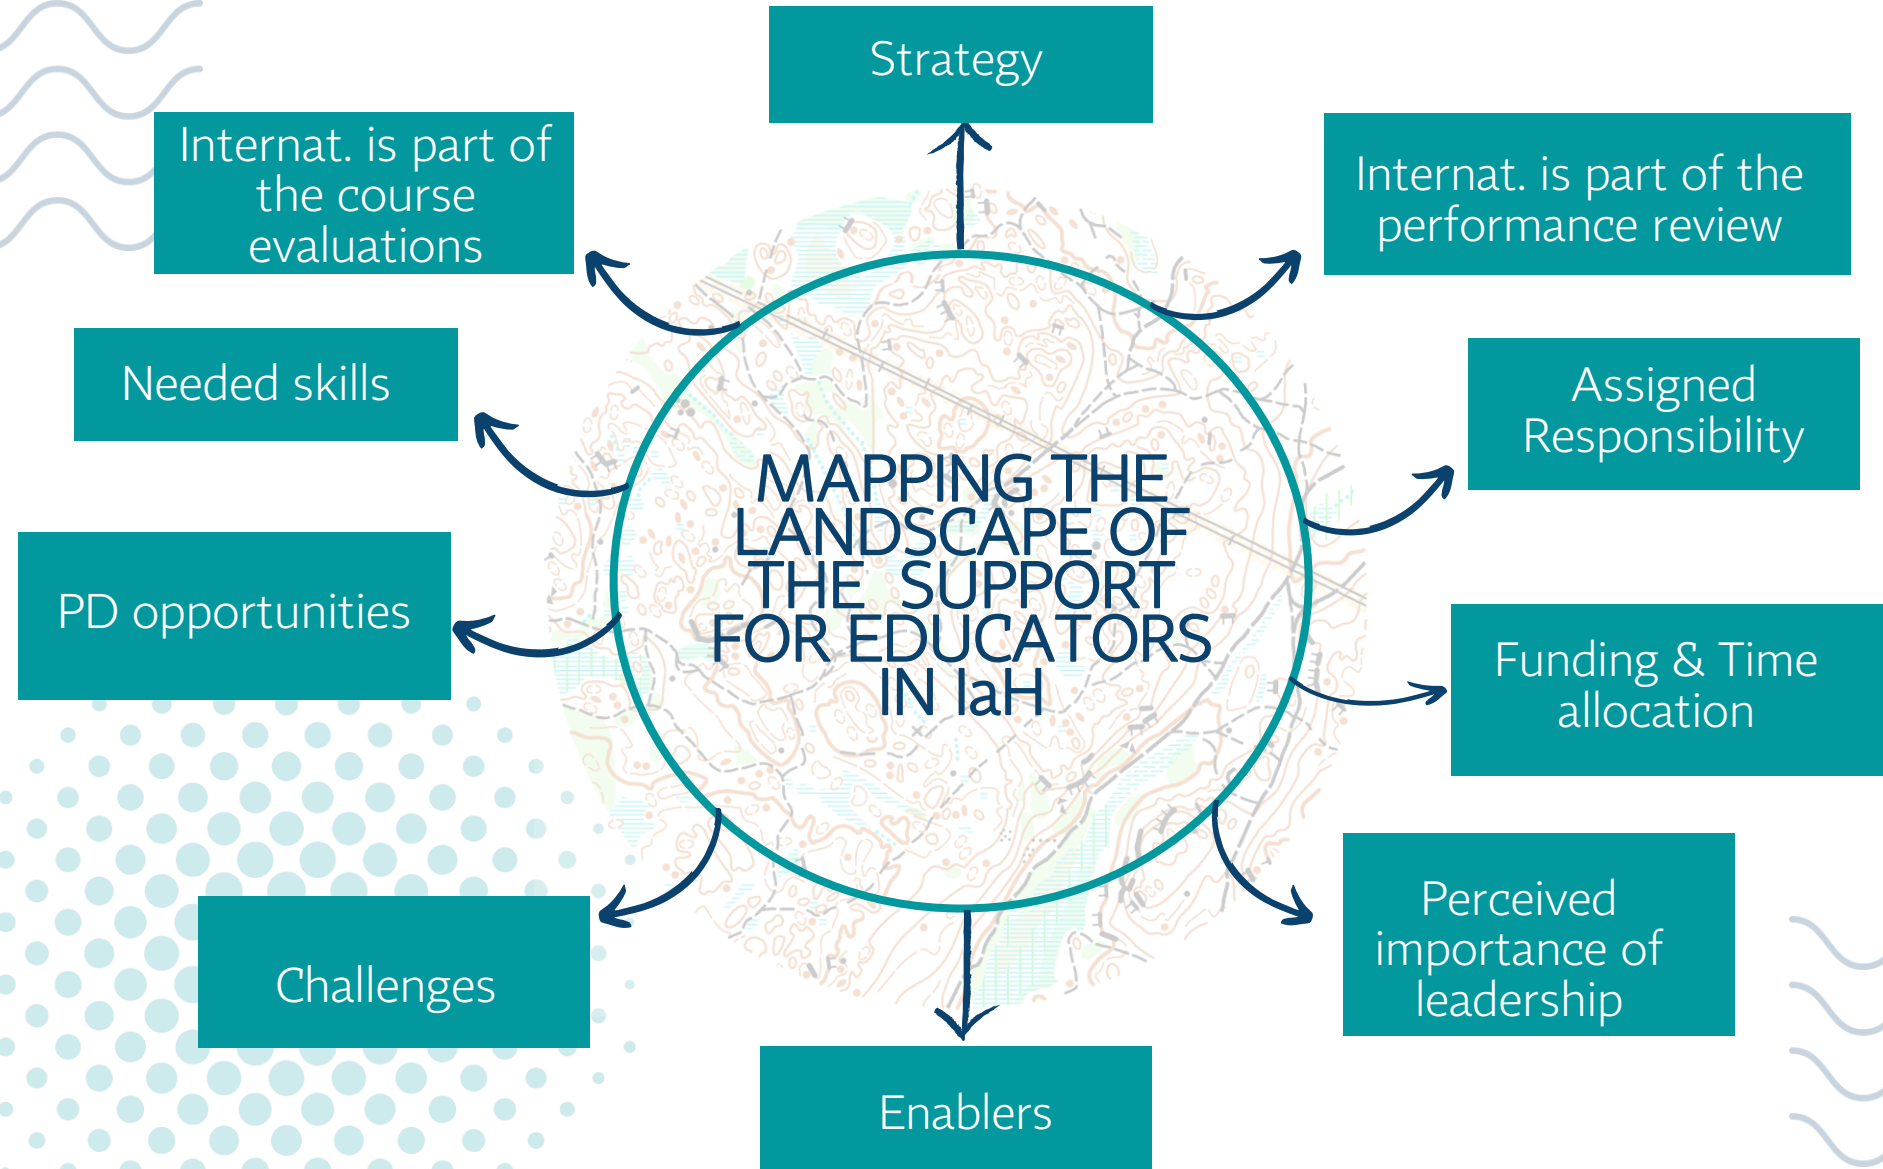 Strategy
Internat. is part of
the course
evaluations
Internat. is part of the
performance review
Needed skills
Assigned
Responsibility
MAPPING THE
LANDSCAPE OF
THE SUPPORT
FOR EDUCATORS
IN IaH
PD opportunities
Funding & Time
allocation
Challenges
Perceived
importance of
leadership
Enablers